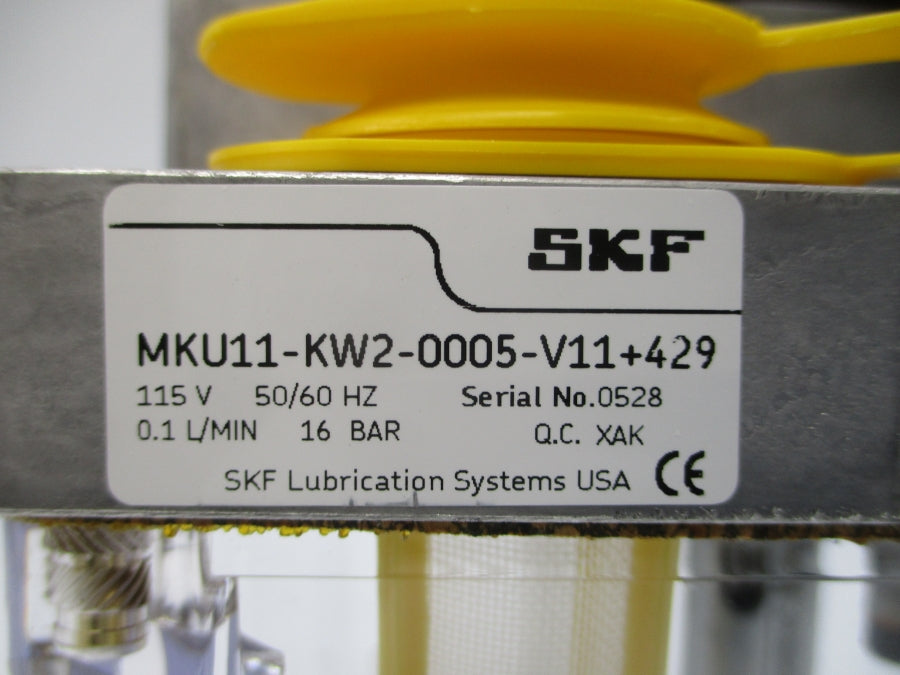 SKF
MKU11-KW2-0005-V11+429
115 V 50/60 HZ Serial No.0528
0.1 L/MIN 16 BAR Q.C. XAK
SKF Lubrication Systems USA CE